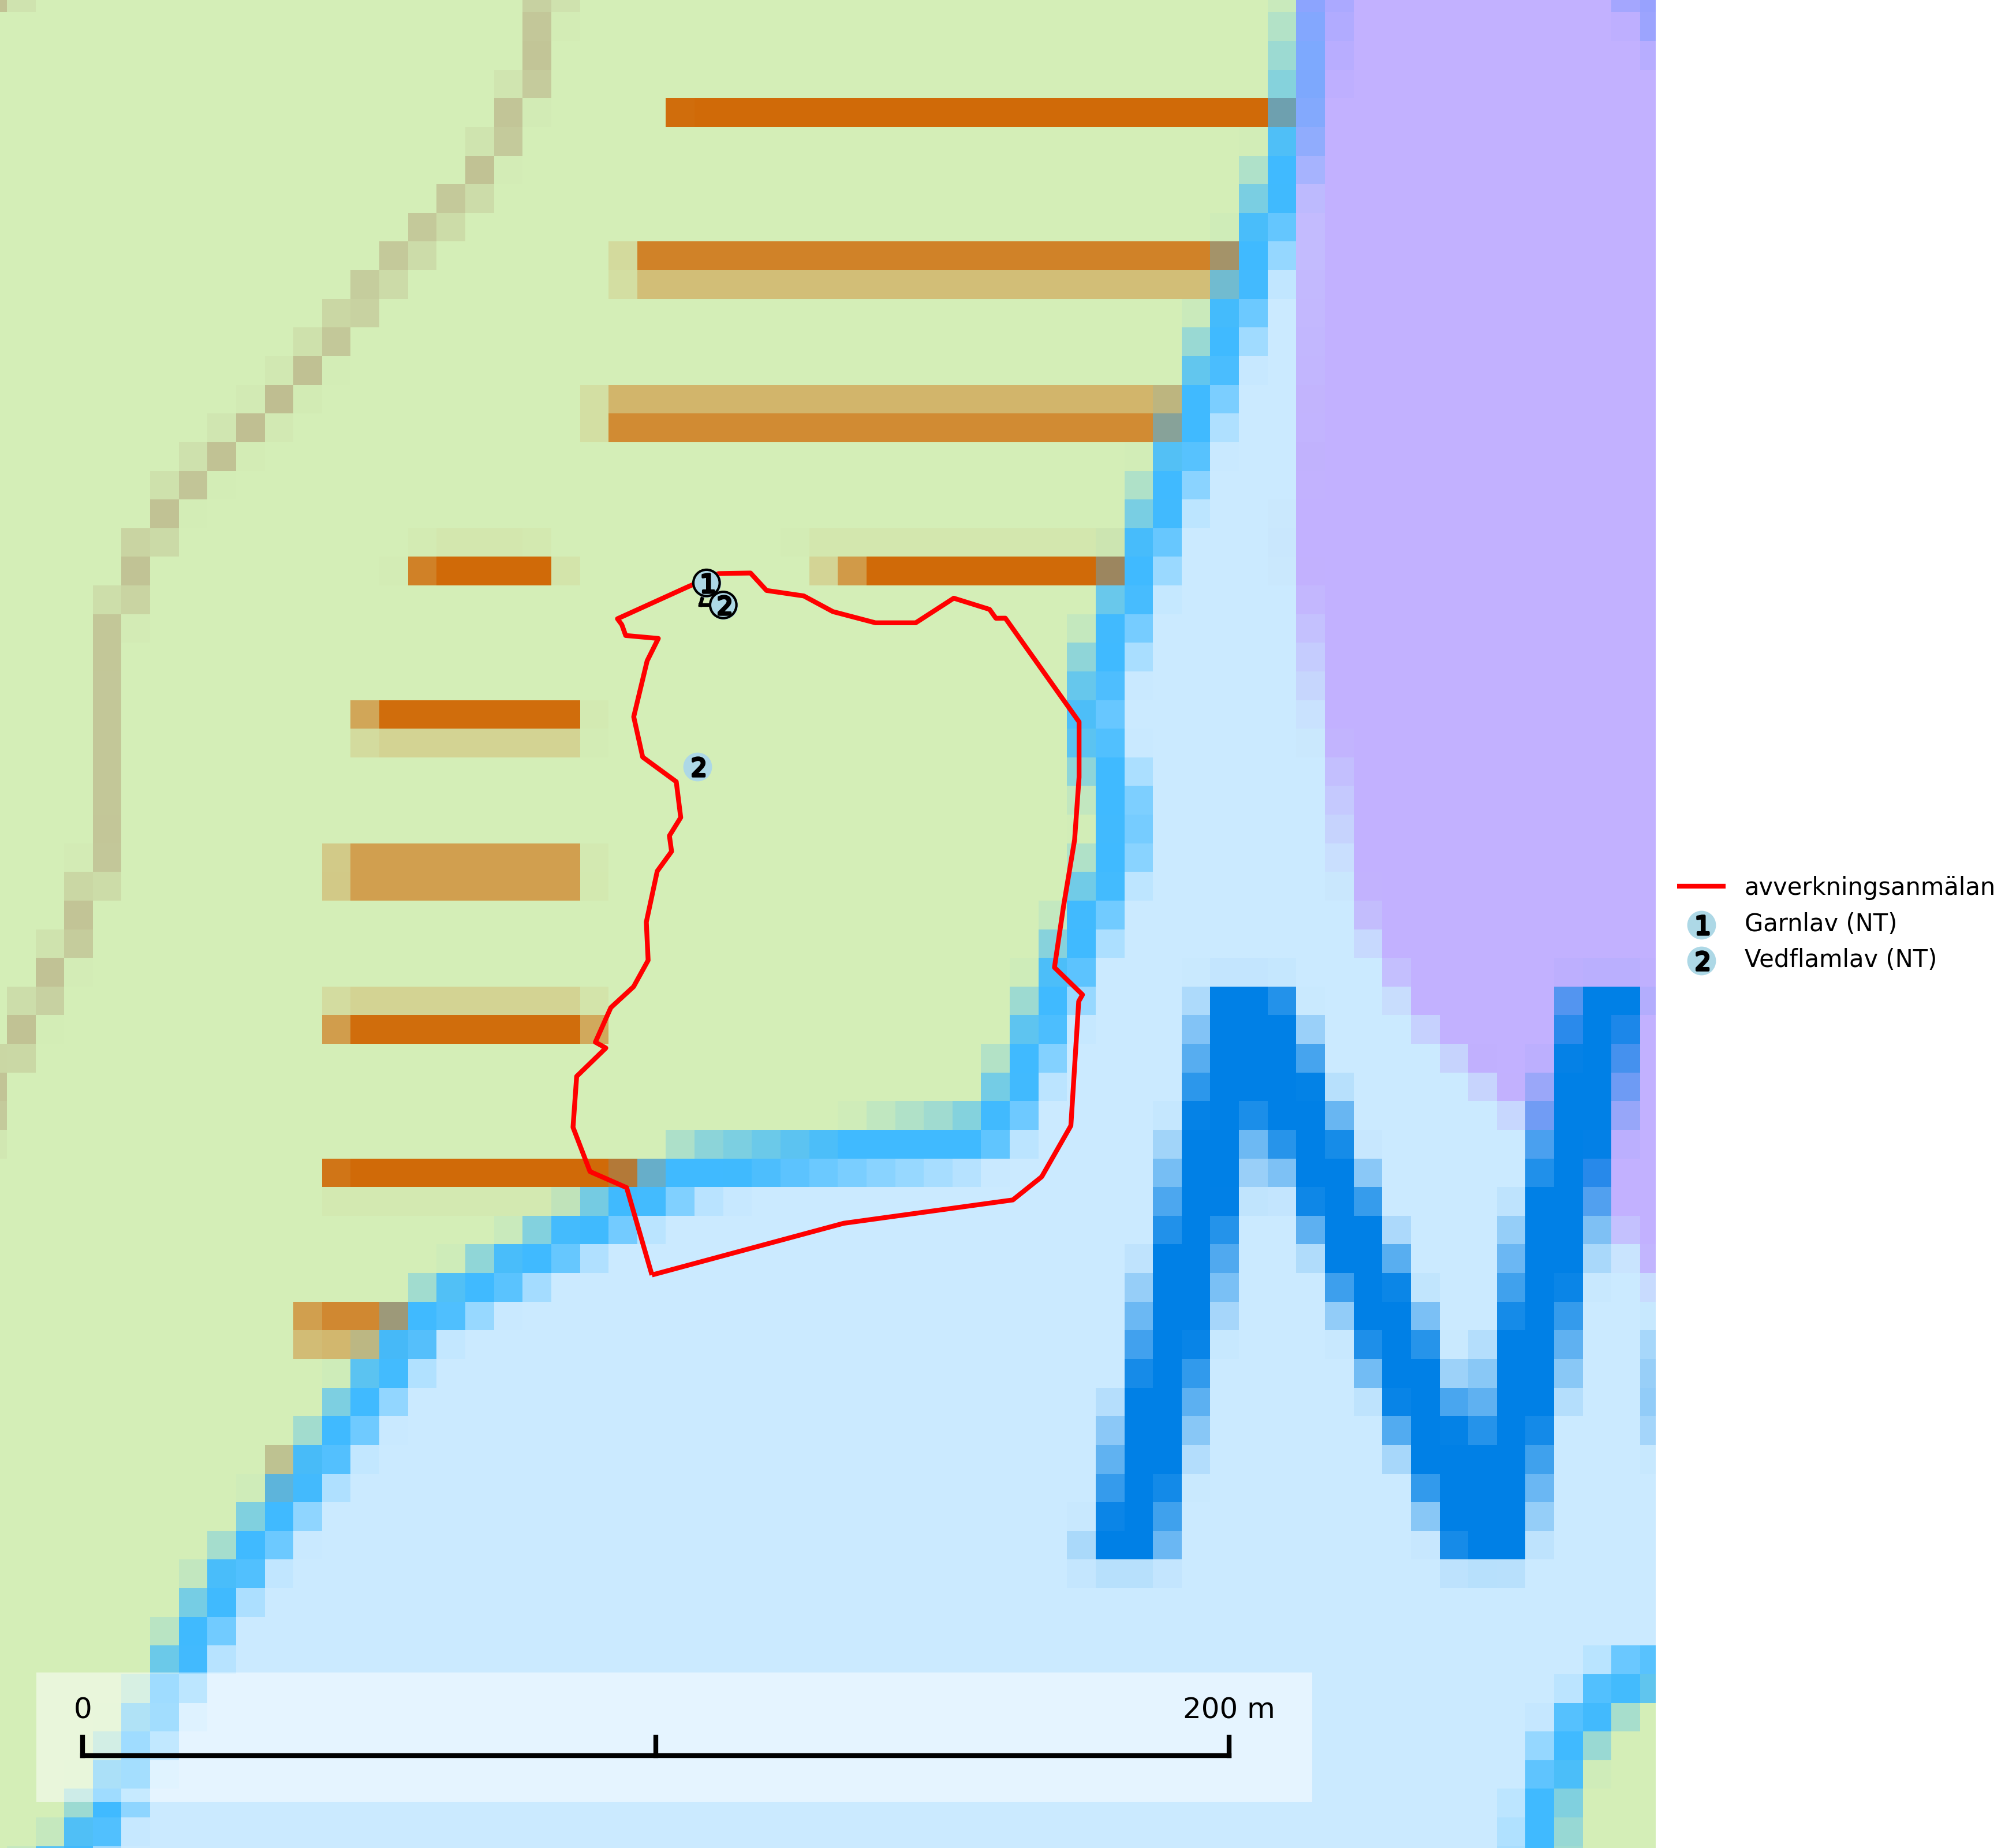 1
2
2
avverkningsanmälan
1 Garnlav (NT)
2 Vedflamlav (NT)
0 200 m